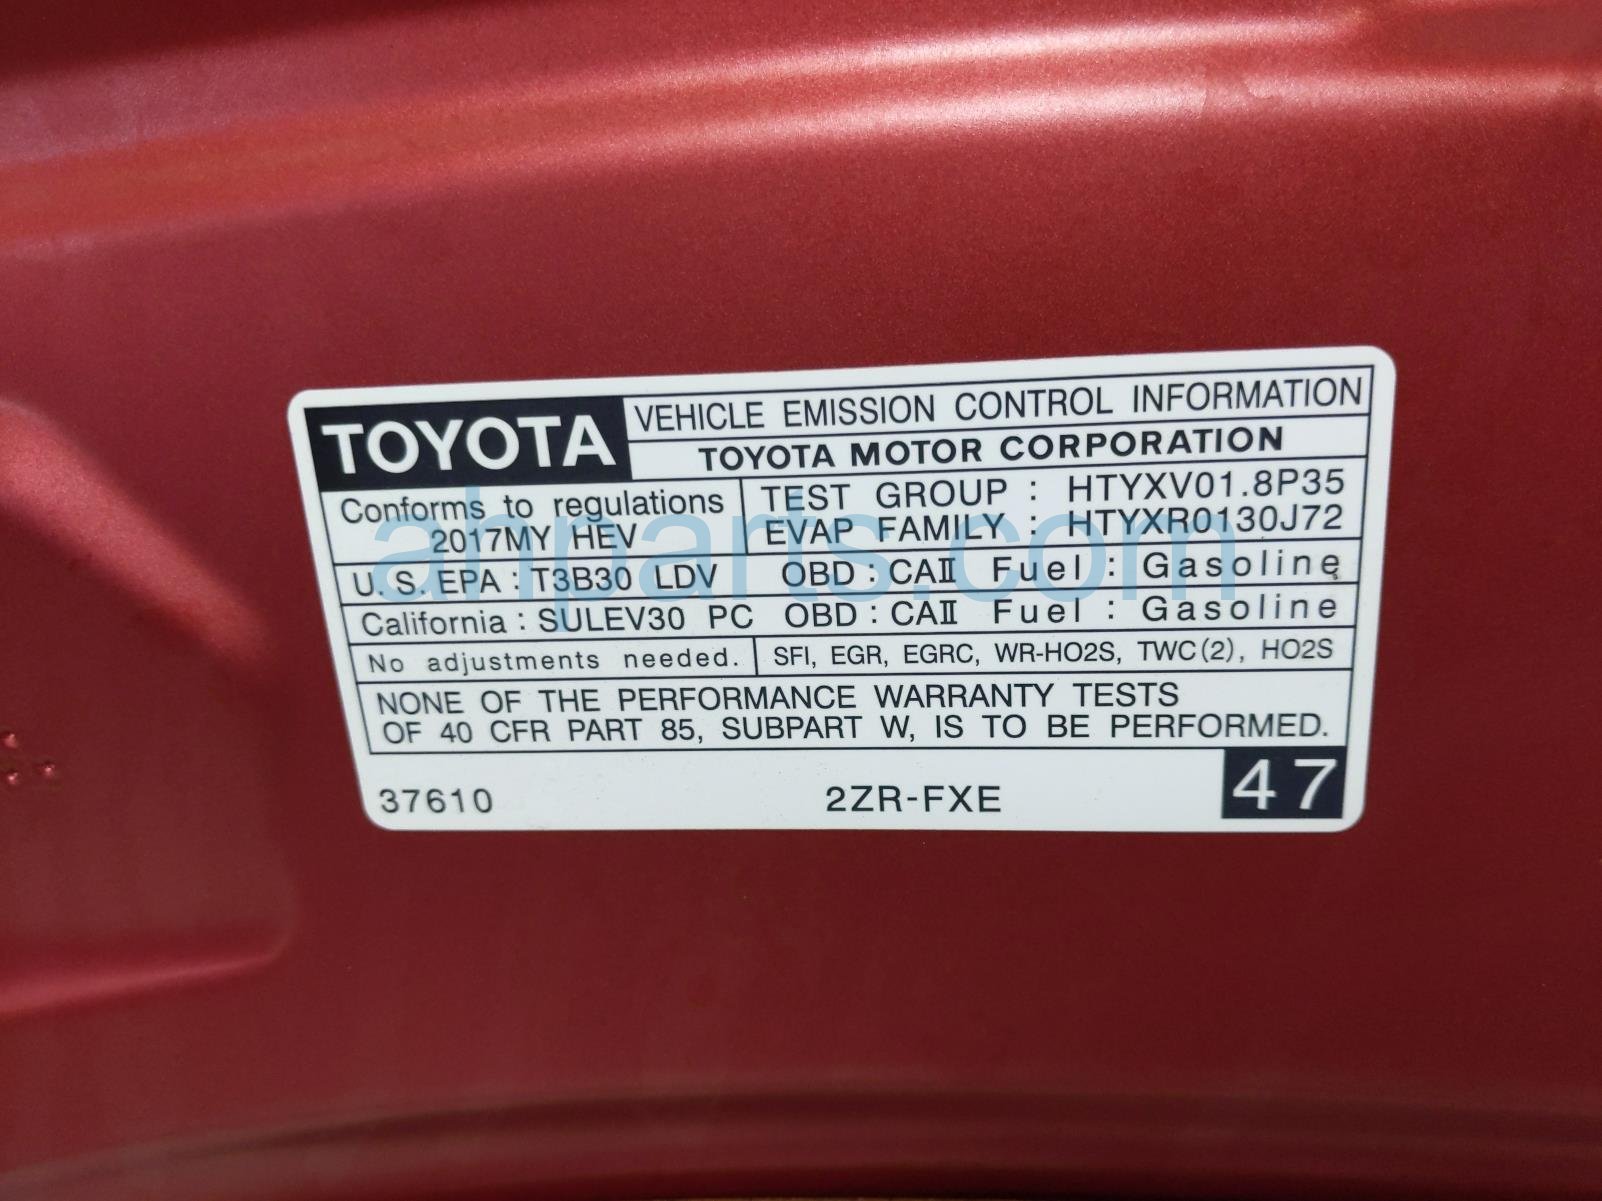 TOYOTA
VEHICLE EMISSION CONTROL INFORMATION
TOYOTA MOTOR CORPORATION
Conforms to regulations
2017MY HEV
TEST GROUP : HTYXV01.8P35
EVAP FAMILY : HTYXR0130J72
U.S.EPA : T3B30 LDV OBD : CAII Fuel : Gasoline
California : SULEV30 PC OBD : CAII Fuel : Gasoline
No adjustments needed. SFI, EGR, EGRC, WR-HO2S, TWC(2), HO2S
NONE OF THE PERFORMANCE WARRANTY TESTS
OF 40 CFR PART 85, SUBPART W, IS TO BE PERFORMED.
37610 2ZR-FXE 47
ahparts.com